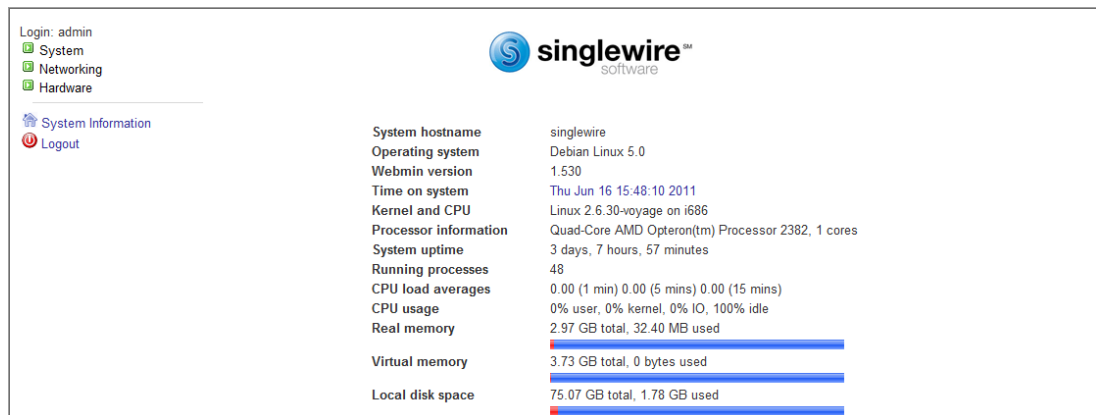 Login: admin
System
Networking
Hardware
System Information
Logout
singlewire℠
software
System hostname singlewire
Operating system Debian Linux 5.0
Webmin version 1.530
Time on system Thu Jun 16 15:48:10 2011
Kernel and CPU Linux 2.6.30-voyage on i686
Processor information Quad-Core AMD Opteron(tm) Processor 2382, 1 cores
System uptime 3 days, 7 hours, 57 minutes
Running processes 48
CPU load averages 0.00 (1 min) 0.00 (5 mins) 0.00 (15 mins)
CPU usage 0% user, 0% kernel, 0% IO, 100% idle
Real memory 2.97 GB total, 32.40 MB used
Virtual memory 3.73 GB total, 0 bytes used
Local disk space 75.07 GB total, 1.78 GB used